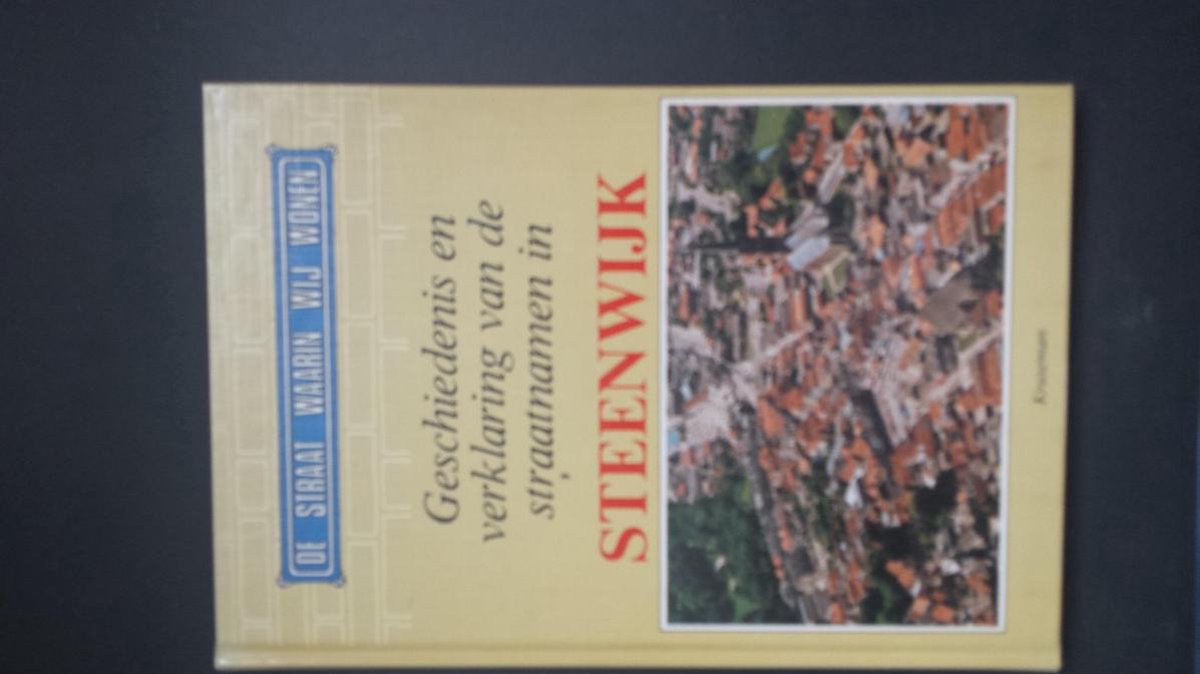 DE STRAAT WAARIN WIJ WONEN
Geschiedenis en
verklaring van de
straatnamen in
STEENWIJK